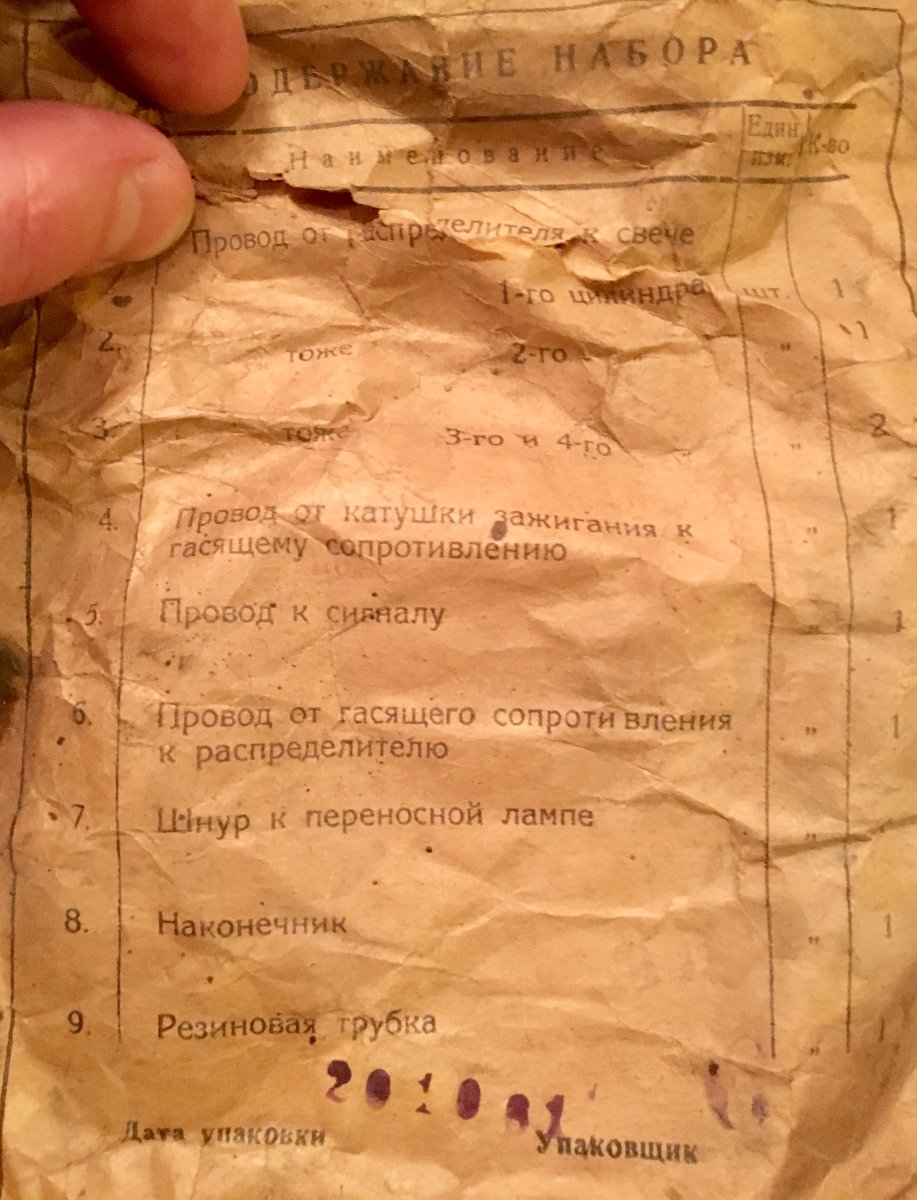 ОДЕРЖАНИЕ НАБОРА
Наименование Един. изм. К-во
Провод от распределителя к свече
1-го цилиндра шт. 1
2. тоже 2-го „ 1
3. тоже 3-го и 4-го „ 2
4. Провод от катушки зажигания к „ 1
гасящему сопротивлению
5. Провод к сигналу „ 1
6. Провод от гасящего сопротивления „ 1
к распределителю
7. Шнур к переносной лампе „
8. Наконечник „ 1
9. Резиновая трубка „ 1
2010
Дата упаковки Упаковщик